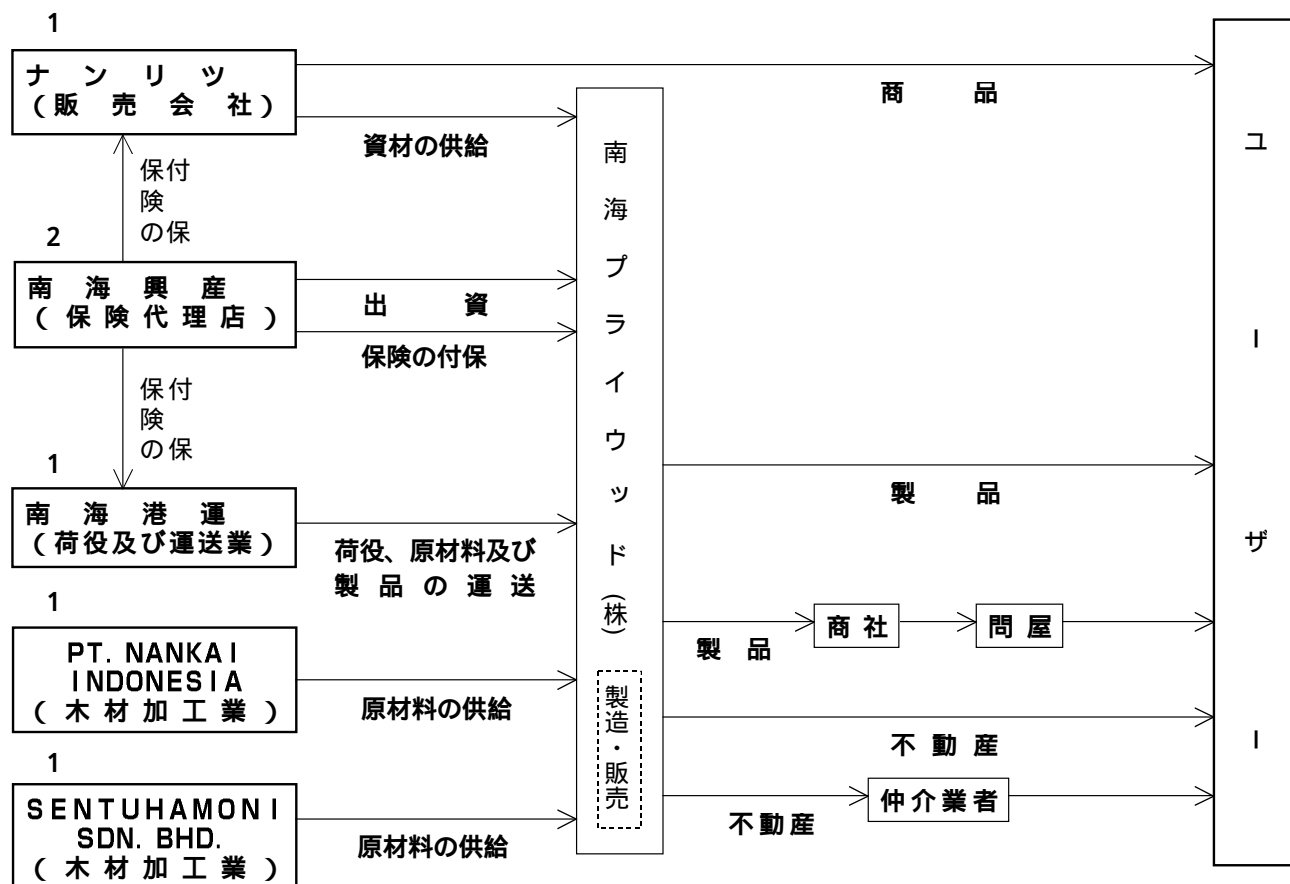 1
ナンリツ
(販売会社)
商品
資材の供給
保付
険
の保
2
南海興産
(保険代理店)
出資
保険の付保
保付
険
の保
1
南海港運
(荷役及び運送業)
荷役、原材料及び
製品の運送
1
PT. NANKAI
INDONESIA
(木材加工業)
原材料の供給
1
SENTUHAMONI
SDN. BHD.
(木材加工業)
原材料の供給
南海プライウッド(株)
製造・販売
製品
製品
商社
問屋
不動産
不動産
仲介業者
ユーザー